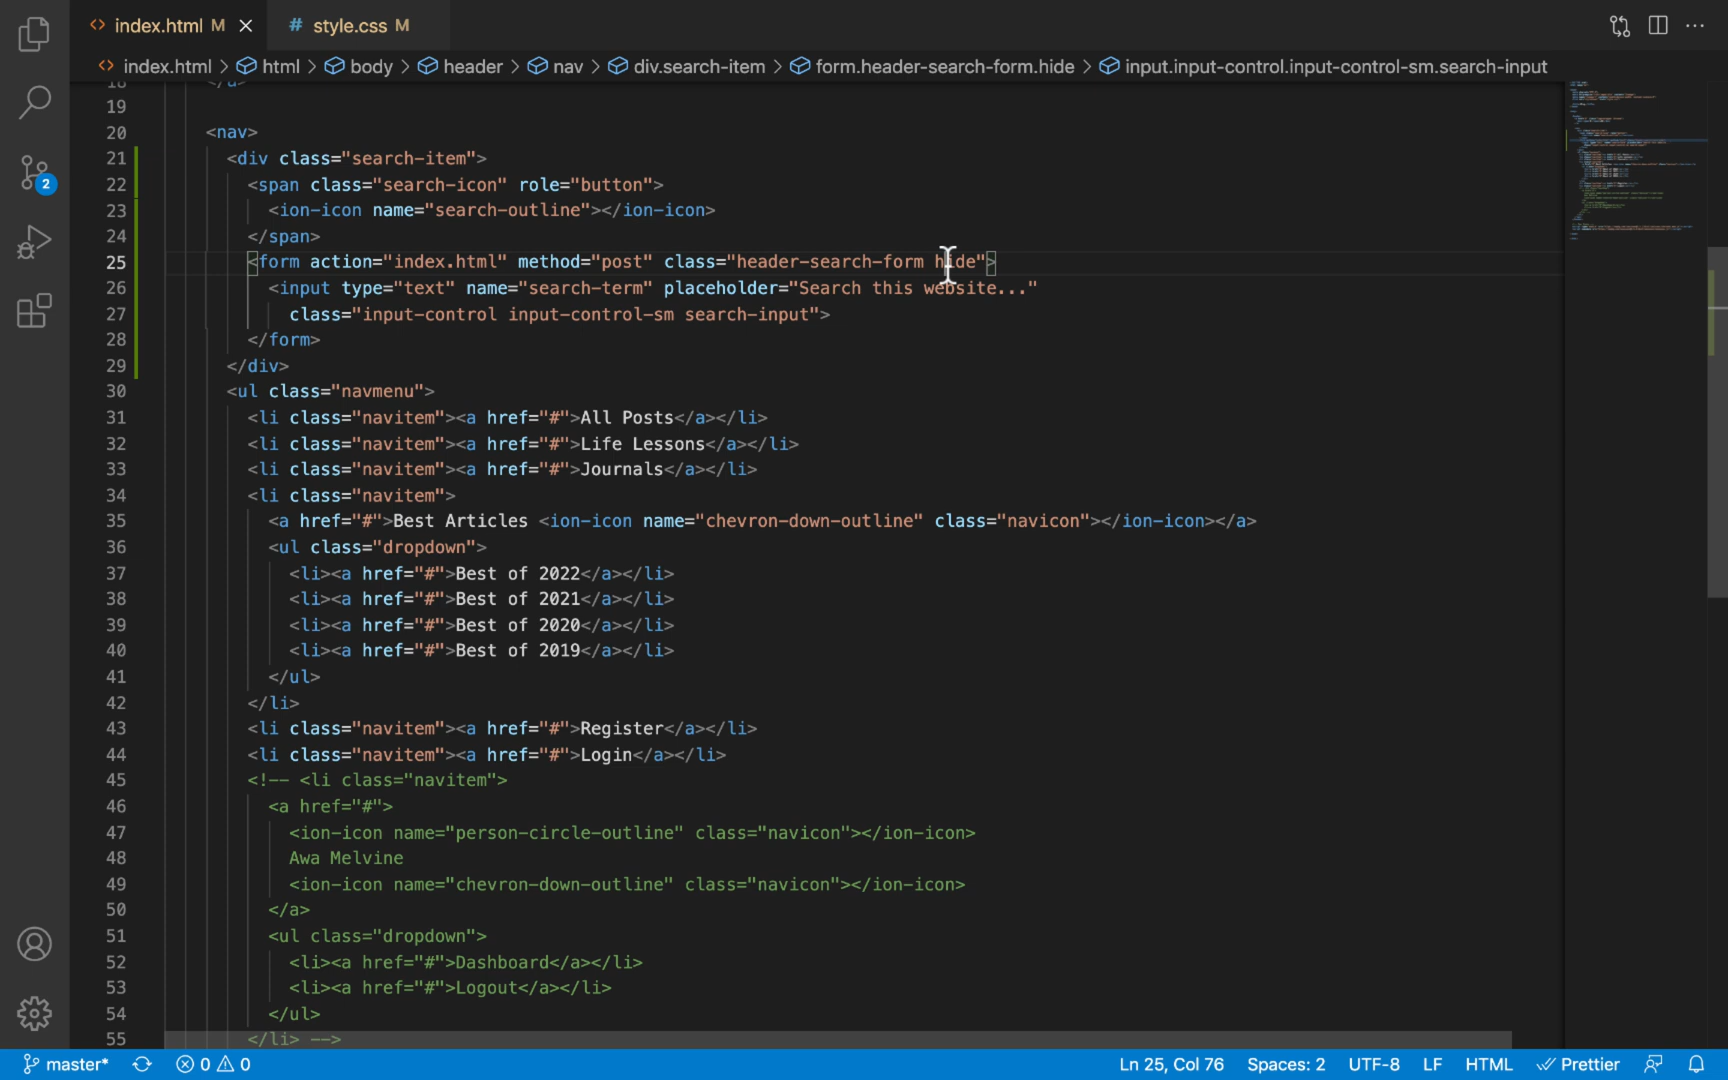 index.html M
# style.css M
index.html > html > body > header > nav > div.search-item > form.header-search-form.hide > input.input-control.input-control-sm.search-input
18 </a>
19
20 <nav>
21 <div class="search-item">
22 <span class="search-icon" role="button">
23 <ion-icon name="search-outline"></ion-icon>
24 </span>
25 <form action="index.html" method="post" class="header-search-form hide">
26 <input type="text" name="search-term" placeholder="Search this website..."
27 class="input-control input-control-sm search-input">
28 </form>
29 </div>
30 <ul class="navmenu">
31 <li class="navitem"><a href="#">All Posts</a></li>
32 <li class="navitem"><a href="#">Life Lessons</a></li>
33 <li class="navitem"><a href="#">Journals</a></li>
34 <li class="navitem">
35 <a href="#">Best Articles <ion-icon name="chevron-down-outline" class="navicon"></ion-icon></a>
36 <ul class="dropdown">
37 <li><a href="#">Best of 2022</a></li>
38 <li><a href="#">Best of 2021</a></li>
39 <li><a href="#">Best of 2020</a></li>
40 <li><a href="#">Best of 2019</a></li>
41 </ul>
42 </li>
43 <li class="navitem"><a href="#">Register</a></li>
44 <li class="navitem"><a href="#">Login</a></li>
45 <!-- <li class="navitem">
46 <a href="#">
47 <ion-icon name="person-circle-outline" class="navicon"></ion-icon>
48 Awa Melvine
49 <ion-icon name="chevron-down-outline" class="navicon"></ion-icon>
50 </a>
51 <ul class="dropdown">
52 <li><a href="#">Dashboard</a></li>
53 <li><a href="#">Logout</a></li>
54 </ul>
55 </li> -->
2
master* 0 0 Ln 25, Col 76 Spaces: 2 UTF-8 LF HTML Prettier